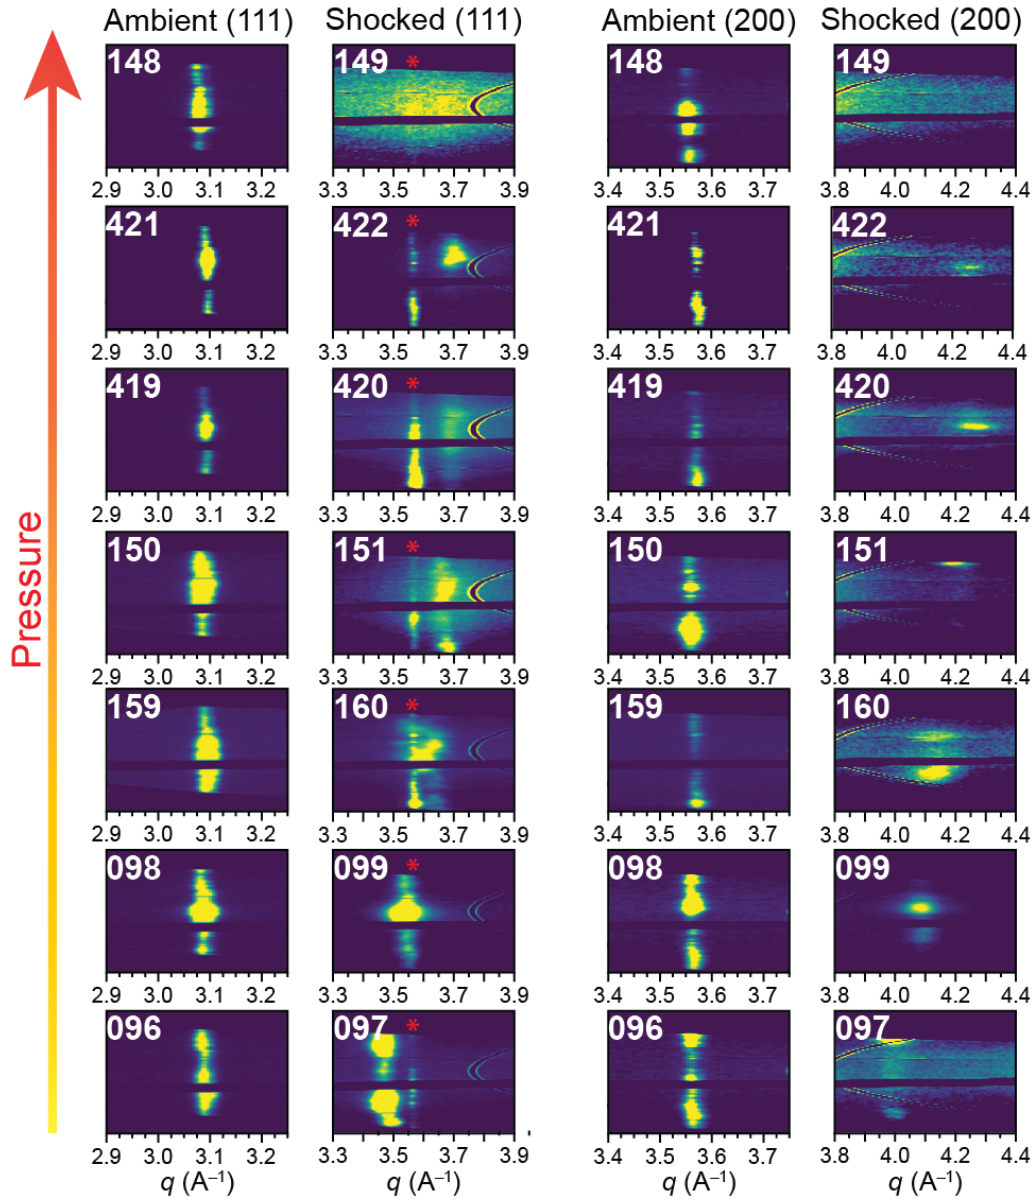 Ambient (111) Shocked (111) Ambient (200) Shocked (200)
Pressure
148 149 * 148 149
2.9 3.0 3.1 3.2 3.3 3.5 3.7 3.9 3.4 3.5 3.6 3.7 3.8 4.0 4.2 4.4
421 422 * 421 422
2.9 3.0 3.1 3.2 3.3 3.5 3.7 3.9 3.4 3.5 3.6 3.7 3.8 4.0 4.2 4.4
419 420 * 419 420
2.9 3.0 3.1 3.2 3.3 3.5 3.7 3.9 3.4 3.5 3.6 3.7 3.8 4.0 4.2 4.4
150 151 * 150 151
2.9 3.0 3.1 3.2 3.3 3.5 3.7 3.9 3.4 3.5 3.6 3.7 3.8 4.0 4.2 4.4
159 160 * 159 160
2.9 3.0 3.1 3.2 3.3 3.5 3.7 3.9 3.4 3.5 3.6 3.7 3.8 4.0 4.2 4.4
098 099 * 098 099
2.9 3.0 3.1 3.2 3.3 3.5 3.7 3.9 3.4 3.5 3.6 3.7 3.8 4.0 4.2 4.4
096 097 * 096 097
2.9 3.0 3.1 3.2 3.3 3.5 3.7 3.9 3.4 3.5 3.6 3.7 3.8 4.0 4.2 4.4
q (A⁻¹) q (A⁻¹) q (A⁻¹) q (A⁻¹)